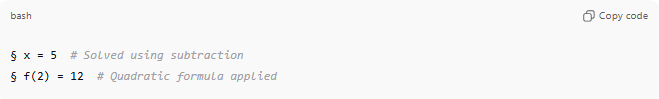 bash Copy code
§ x = 5 # Solved using subtraction
§ f(2) = 12 # Quadratic formula applied